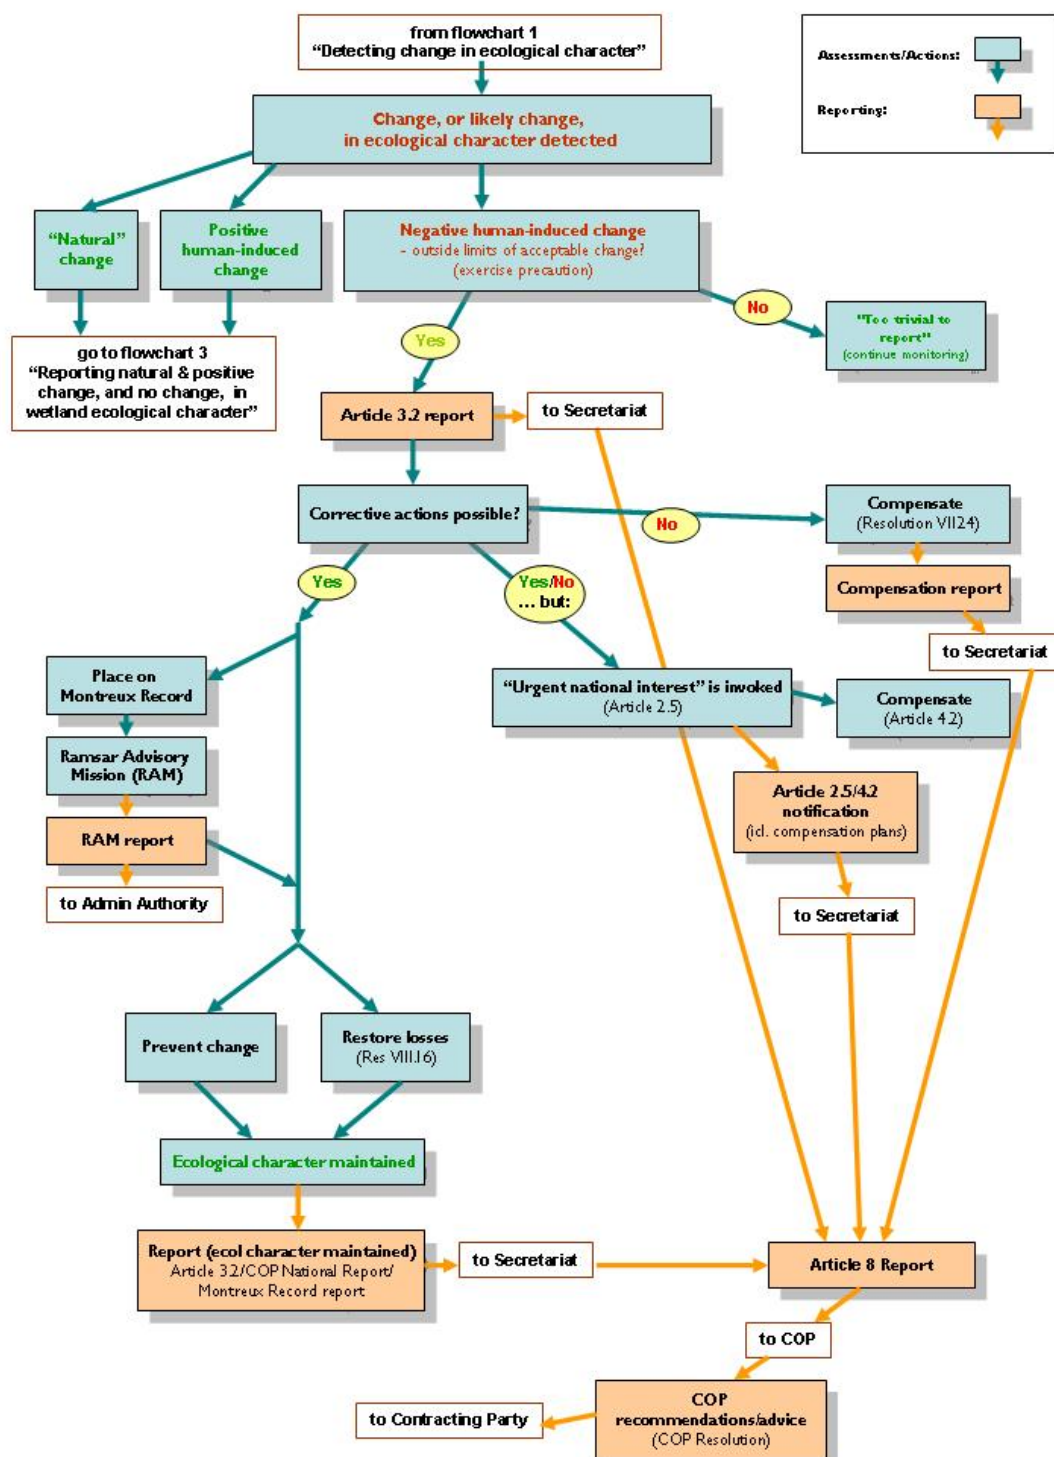 from flowchart 1
“Detecting change in ecological character”
Assessments/Actions:
Reporting:
Change, or likely change,
in ecological character detected
“Natural”
change
Positive
human-induced
change
Negative human-induced change
- outside limits of acceptable change?
(exercise precaution)
No
“Too trivial to
report”
(continue monitoring)
Yes
go to flowchart 3
“Reporting natural & positive
change, and no change, in
wetland ecological character”
Article 3.2 report
to Secretariat
Corrective actions possible?
No
Compensate
(Resolution VII.24)
Compensation report
to Secretariat
Yes
Yes/No
... but:
Place on
Montreux Record
Ramsar Advisory
Mission (RAM)
RAM report
to Admin Authority
“Urgent national interest” is invoked
(Article 2.5)
Compensate
(Article 4.2)
Article 2.5/4.2
notification
(icl. compensation plans)
to Secretariat
Prevent change
Restore losses
(Res VIII.16)
Ecological character maintained
Report (ecol character maintained)
Article 3.2/COP National Report/
Montreux Record report
to Secretariat
Article 8 Report
to COP
COP
recommendations/advice
(COP Resolution)
to Contracting Party